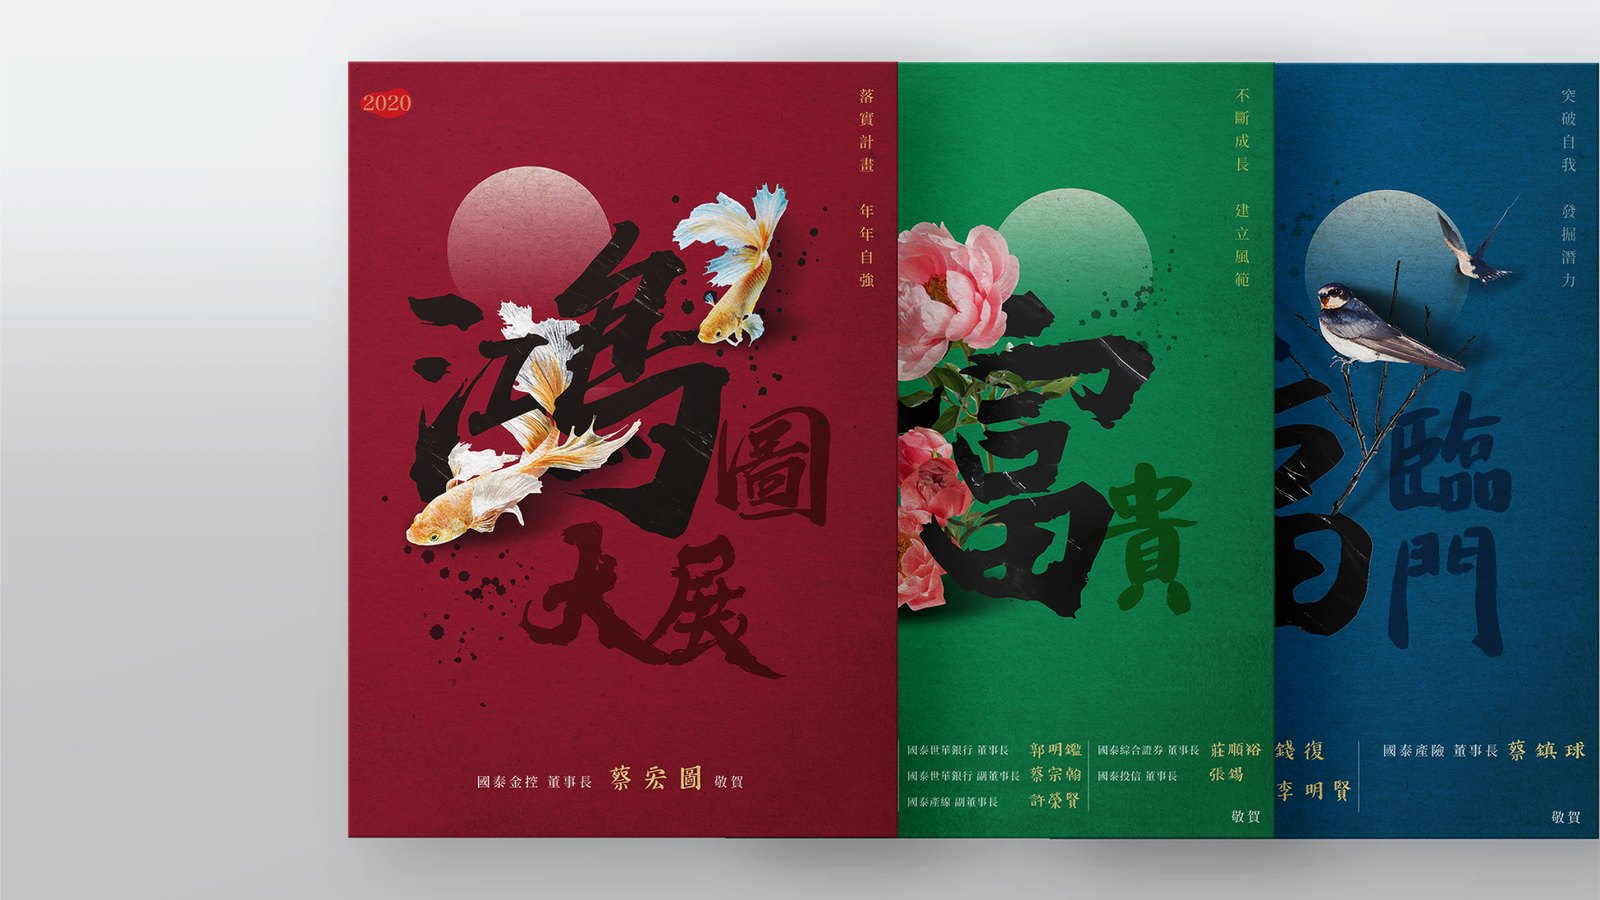 2020
落實計畫 年年自強
鴻圖
大展
國泰金控 董事長 蔡宏圖 敬賀
不斷成長 建立風範
富貴
國泰世華銀行 董事長 郭明鑑
國泰世華銀行 副董事長 蔡宗翰
國泰產線 副董事長 許榮賢
國泰綜合證券 董事長 莊順裕
國泰投信 董事長 張錫
敬賀
突破自我 發掘潛力
臨門
錢復
李明賢
國泰產險 董事長 蔡鎮球
敬賀